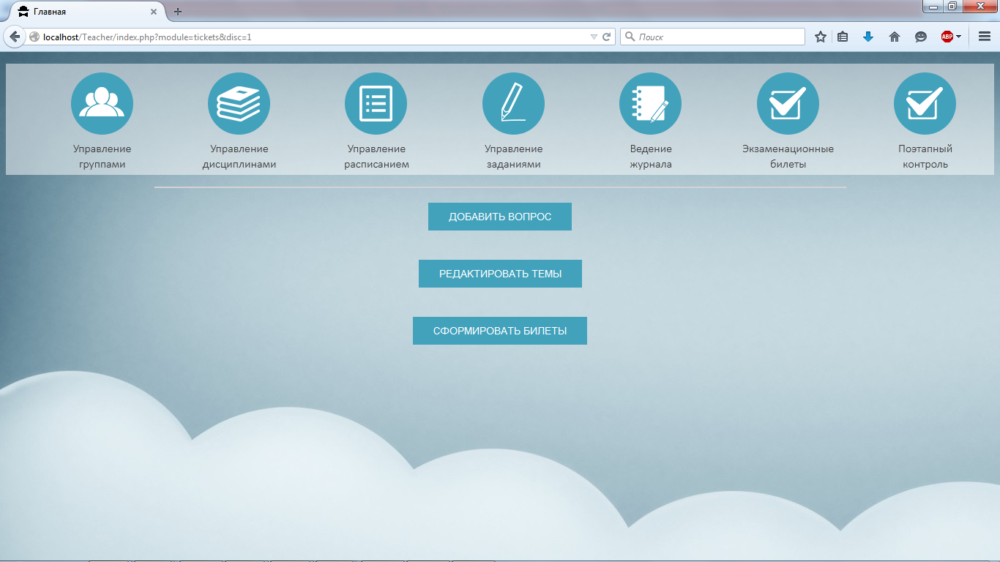 Главная
localhost/Teacher/index.php?module=tickets&disc=1
Поиск
ABP
Управление группами
Управление дисциплинами
Управление расписанием
Управление заданиями
Ведение журнала
Экзаменационные билеты
Поэтапный контроль
ДОБАВИТЬ ВОПРОС
РЕДАКТИРОВАТЬ ТЕМЫ
СФОРМИРОВАТЬ БИЛЕТЫ